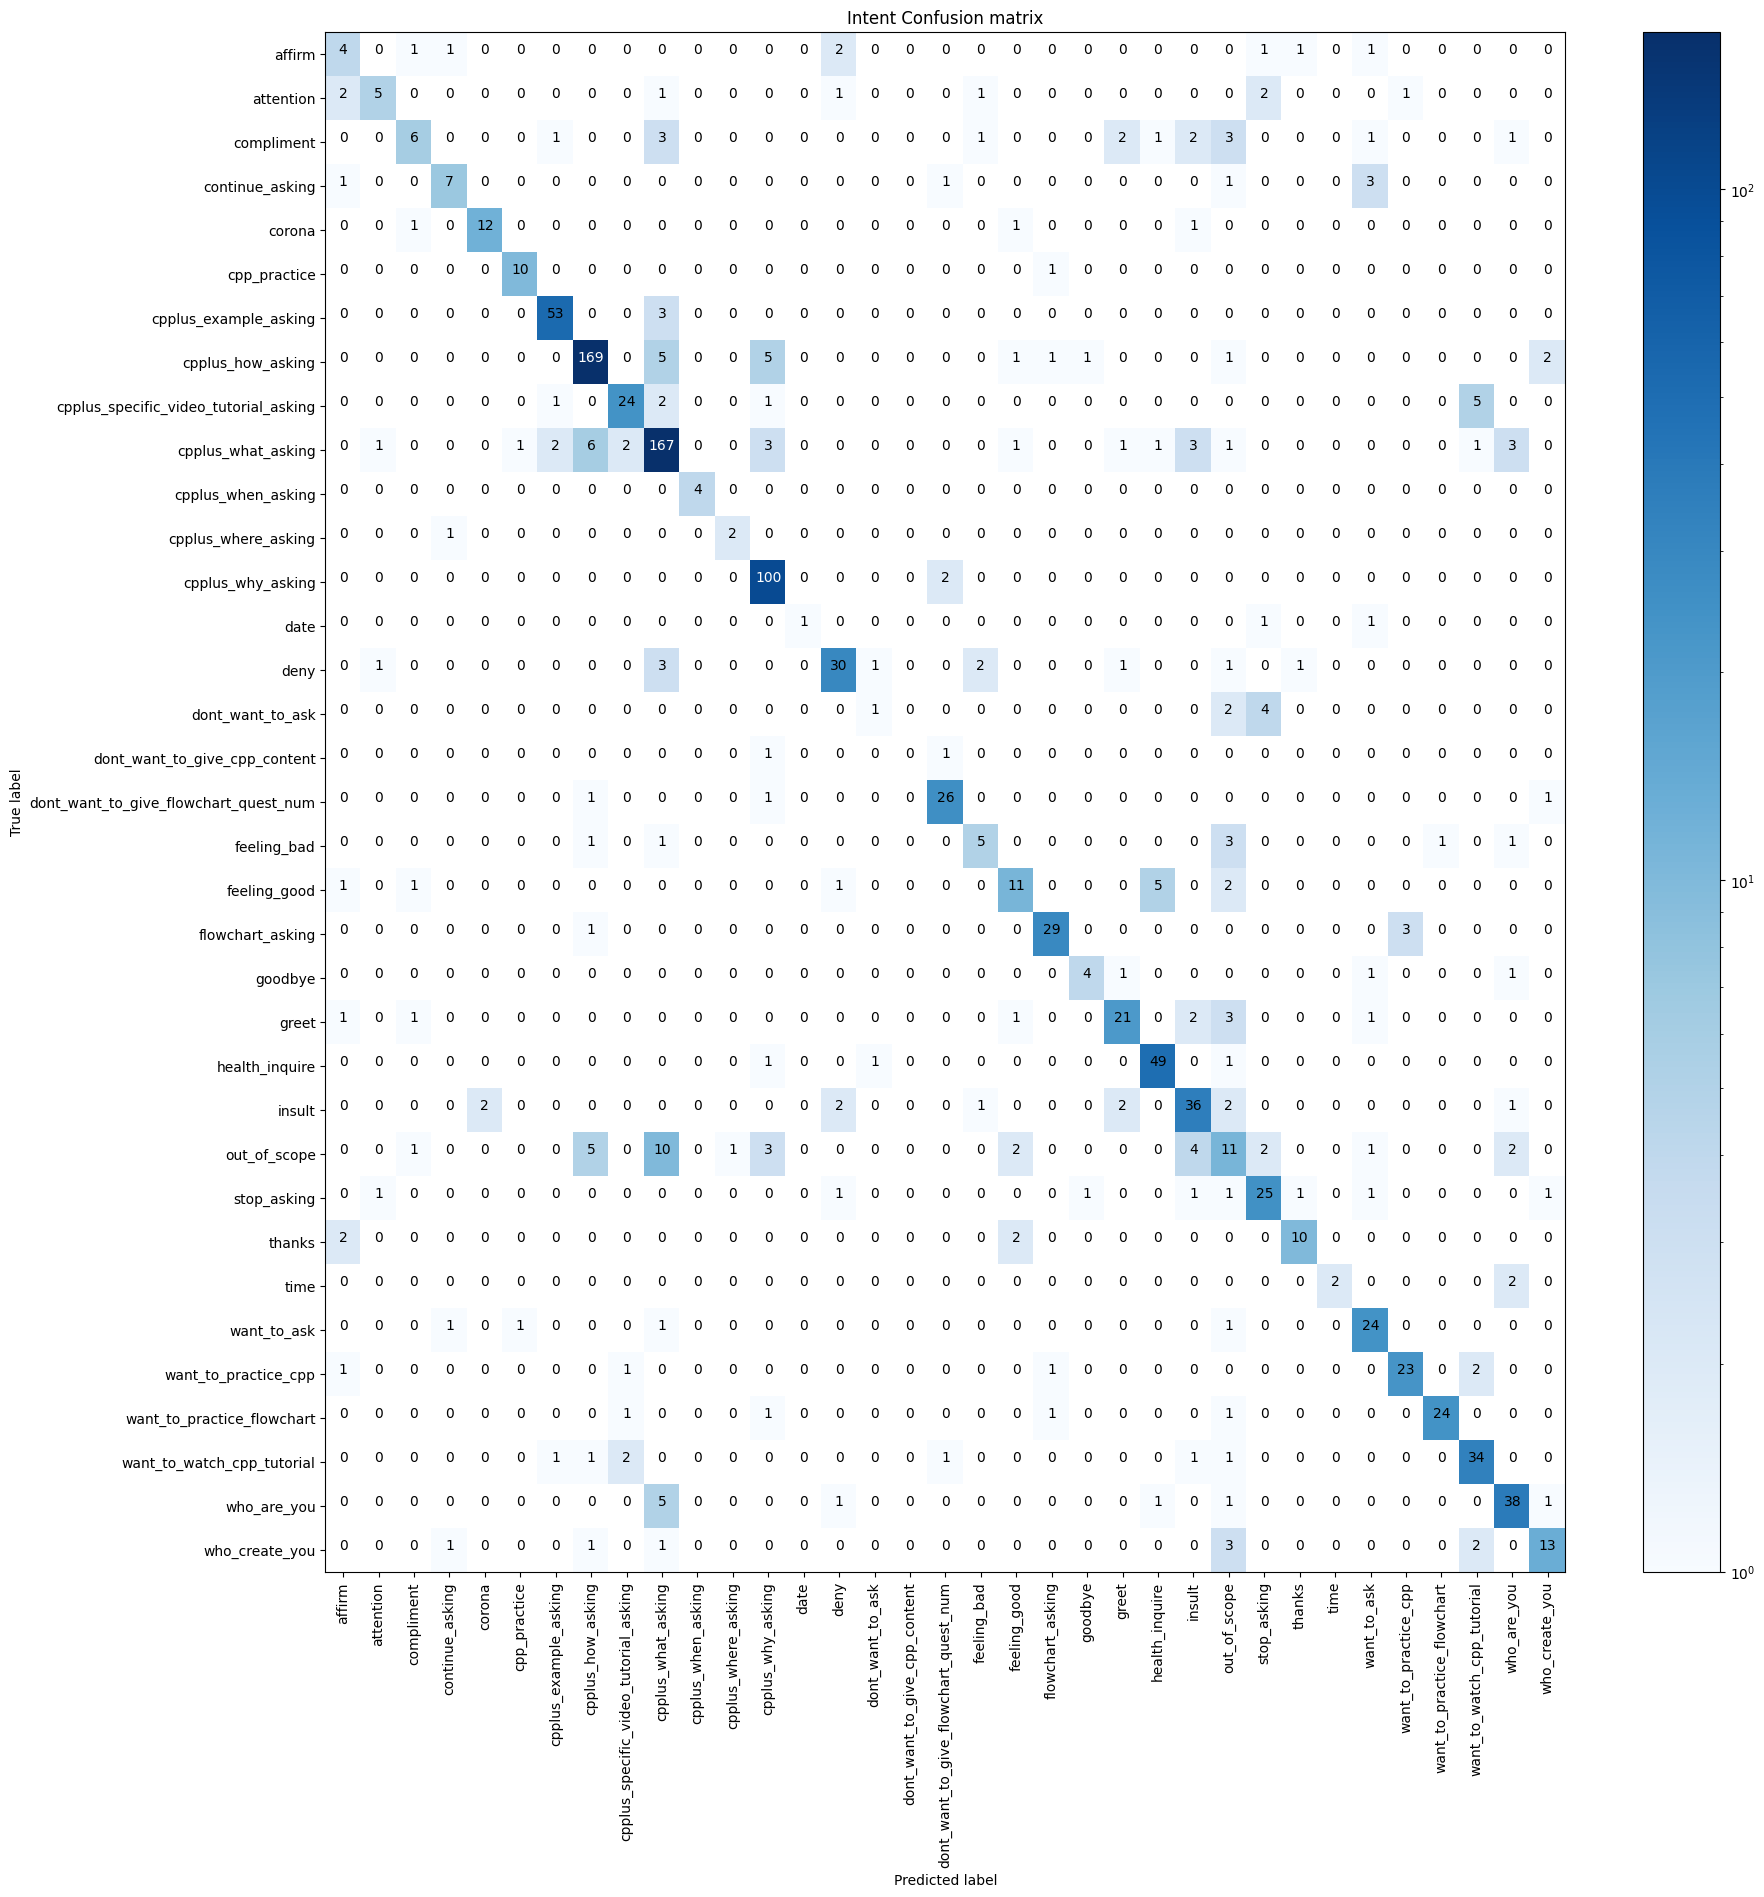 Intent Confusion matrix
affirm 4 0 1 1 0 0 0 0 0 0 0 0 0 0 2 0 0 0 0 0 0 0 0 0 0 0 1 1 0 1 0 0 0 0 0
attention 2 5 0 0 0 0 0 0 0 1 0 0 0 0 1 0 0 0 1 0 0 0 0 0 0 0 2 0 0 0 1 0 0 0 0
compliment 0 0 6 0 0 0 1 0 0 3 0 0 0 0 0 0 0 0 1 0 0 0 2 1 2 3 0 0 0 1 0 0 0 1 0
continue_asking 1 0 0 7 0 0 0 0 0 0 0 0 0 0 0 0 0 1 0 0 0 0 0 0 0 1 0 0 0 3 0 0 0 0 0
corona 0 0 1 0 12 0 0 0 0 0 0 0 0 0 0 0 0 0 0 1 0 0 0 0 1 0 0 0 0 0 0 0 0 0 0
cpp_practice 0 0 0 0 0 10 0 0 0 0 0 0 0 0 0 0 0 0 0 0 1 0 0 0 0 0 0 0 0 0 0 0 0 0 0
cpplus_example_asking 0 0 0 0 0 0 53 0 0 3 0 0 0 0 0 0 0 0 0 0 0 0 0 0 0 0 0 0 0 0 0 0 0 0 0
cpplus_how_asking 0 0 0 0 0 0 0 169 0 5 0 0 5 0 0 0 0 0 0 1 1 1 0 0 0 1 0 0 0 0 0 0 0 0 2
cpplus_specific_video_tutorial_asking 0 0 0 0 0 0 1 0 24 2 0 0 1 0 0 0 0 0 0 0 0 0 0 0 0 0 0 0 0 0 0 0 5 0 0
cpplus_what_asking 0 1 0 0 0 1 2 6 2 167 0 0 3 0 0 0 0 0 0 1 0 0 1 1 3 1 0 0 0 0 0 0 1 3 0
cpplus_when_asking 0 0 0 0 0 0 0 0 0 0 4 0 0 0 0 0 0 0 0 0 0 0 0 0 0 0 0 0 0 0 0 0 0 0 0
cpplus_where_asking 0 0 0 1 0 0 0 0 0 0 0 2 0 0 0 0 0 0 0 0 0 0 0 0 0 0 0 0 0 0 0 0 0 0 0
cpplus_why_asking 0 0 0 0 0 0 0 0 0 0 0 0 100 0 0 0 0 2 0 0 0 0 0 0 0 0 0 0 0 0 0 0 0 0 0
date 0 0 0 0 0 0 0 0 0 0 0 0 0 1 0 0 0 0 0 0 0 0 0 0 0 0 1 0 0 1 0 0 0 0 0
deny 0 1 0 0 0 0 0 0 0 3 0 0 0 0 30 1 0 0 2 0 0 0 1 0 0 1 0 1 0 0 0 0 0 0 0
dont_want_to_ask 0 0 0 0 0 0 0 0 0 0 0 0 0 0 0 1 0 0 0 0 0 0 0 0 0 2 4 0 0 0 0 0 0 0 0
dont_want_to_give_cpp_content 0 0 0 0 0 0 0 0 0 0 0 0 1 0 0 0 0 1 0 0 0 0 0 0 0 0 0 0 0 0 0 0 0 0 0
dont_want_to_give_flowchart_quest_num 0 0 0 0 0 0 0 1 0 0 0 0 1 0 0 0 0 26 0 0 0 0 0 0 0 0 0 0 0 0 0 0 0 0 1
feeling_bad 0 0 0 0 0 0 0 1 0 1 0 0 0 0 0 0 0 0 5 0 0 0 0 0 0 3 0 0 0 0 0 1 0 1 0
feeling_good 1 0 1 0 0 0 0 0 0 0 0 0 0 0 1 0 0 0 0 11 0 0 0 5 0 2 0 0 0 0 0 0 0 0 0
flowchart_asking 0 0 0 0 0 0 0 1 0 0 0 0 0 0 0 0 0 0 0 0 29 0 0 0 0 0 0 0 0 0 3 0 0 0 0
goodbye 0 0 0 0 0 0 0 0 0 0 0 0 0 0 0 0 0 0 0 0 0 4 1 0 0 0 0 0 0 1 0 0 0 1 0
greet 1 0 1 0 0 0 0 0 0 0 0 0 0 0 0 0 0 0 0 1 0 0 21 0 2 3 0 0 0 1 0 0 0 0 0
health_inquire 0 0 0 0 0 0 0 0 0 0 0 0 1 0 0 1 0 0 0 0 0 0 0 49 0 1 0 0 0 0 0 0 0 0 0
insult 0 0 0 0 2 0 0 0 0 0 0 0 0 0 2 0 0 0 1 0 0 0 2 0 36 2 0 0 0 0 0 0 0 1 0
out_of_scope 0 0 1 0 0 0 0 5 0 10 0 1 3 0 0 0 0 0 0 2 0 0 0 0 4 11 2 0 0 1 0 0 0 2 0
stop_asking 0 1 0 0 0 0 0 0 0 0 0 0 0 0 1 0 0 0 0 0 0 1 0 0 1 1 25 1 0 1 0 0 0 0 1
thanks 2 0 0 0 0 0 0 0 0 0 0 0 0 0 0 0 0 0 0 2 0 0 0 0 0 0 0 10 0 0 0 0 0 0 0
time 0 0 0 0 0 0 0 0 0 0 0 0 0 0 0 0 0 0 0 0 0 0 0 0 0 0 0 0 2 0 0 0 0 2 0
want_to_ask 0 0 0 1 0 1 0 0 0 1 0 0 0 0 0 0 0 0 0 0 0 0 0 0 0 1 0 0 0 24 0 0 0 0 0
want_to_practice_cpp 1 0 0 0 0 0 0 0 1 0 0 0 0 0 0 0 0 0 0 0 1 0 0 0 0 0 0 0 0 0 23 0 2 0 0
want_to_practice_flowchart 0 0 0 0 0 0 0 0 1 0 0 0 1 0 0 0 0 0 0 0 1 0 0 0 0 1 0 0 0 0 0 24 0 0 0
want_to_watch_cpp_tutorial 0 0 0 0 0 0 1 1 2 0 0 0 0 0 0 0 0 1 0 0 0 0 0 0 1 1 0 0 0 0 0 0 34 0 0
who_are_you 0 0 0 0 0 0 0 0 0 5 0 0 0 0 1 0 0 0 0 0 0 0 0 1 0 1 0 0 0 0 0 0 0 38 1
who_create_you 0 0 0 1 0 0 0 1 0 1 0 0 0 0 0 0 0 0 0 0 0 0 0 0 0 3 0 0 0 0 0 0 2 0 13
True label
affirm
attention
compliment
continue_asking
corona
cpp_practice
cpplus_example_asking
cpplus_how_asking
cpplus_specific_video_tutorial_asking
cpplus_what_asking
cpplus_when_asking
cpplus_where_asking
cpplus_why_asking
date
deny
dont_want_to_ask
dont_want_to_give_cpp_content
dont_want_to_give_flowchart_quest_num
feeling_bad
feeling_good
flowchart_asking
goodbye
greet
health_inquire
insult
out_of_scope
stop_asking
thanks
time
want_to_ask
want_to_practice_cpp
want_to_practice_flowchart
want_to_watch_cpp_tutorial
who_are_you
who_create_you
Predicted label
10²
10¹
10⁰